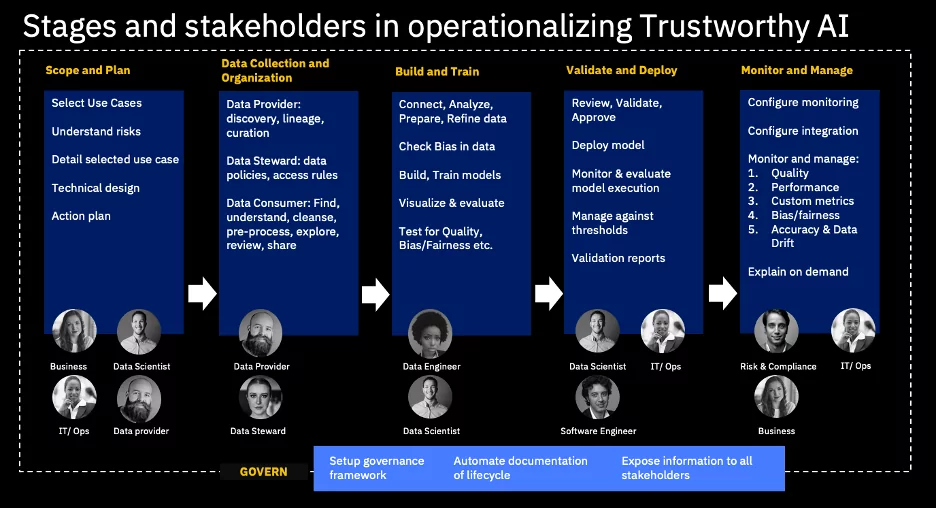 Stages and stakeholders in operationalizing Trustworthy AI
Scope and Plan
Select Use Cases
Understand risks
Detail selected use case
Technical design
Action plan
Business
Data Scientist
IT/ Ops
Data provider
Data Collection and
Organization
Data Provider:
discovery, lineage,
curation
Data Steward: data
policies, access rules
Data Consumer: Find,
understand, cleanse,
pre-process, explore,
review, share
Data Provider
Data Steward
Build and Train
Connect, Analyze,
Prepare, Refine data
Check Bias in data
Build, Train models
Visualize & evaluate
Test for Quality,
Bias/Fairness etc.
Data Engineer
Data Scientist
Validate and Deploy
Review, Validate,
Approve
Deploy model
Monitor & evaluate
model execution
Manage against
thresholds
Validation reports
Data Scientist
IT/ Ops
Software Engineer
Monitor and Manage
Configure monitoring
Configure integration
Monitor and manage:
1. Quality
2. Performance
3. Custom metrics
4. Bias/fairness
5. Accuracy & Data
Drift
Explain on demand
Risk & Compliance
IT/ Ops
Business
GOVERN
Setup governance
framework
Automate documentation
of lifecycle
Expose information to all
stakeholders